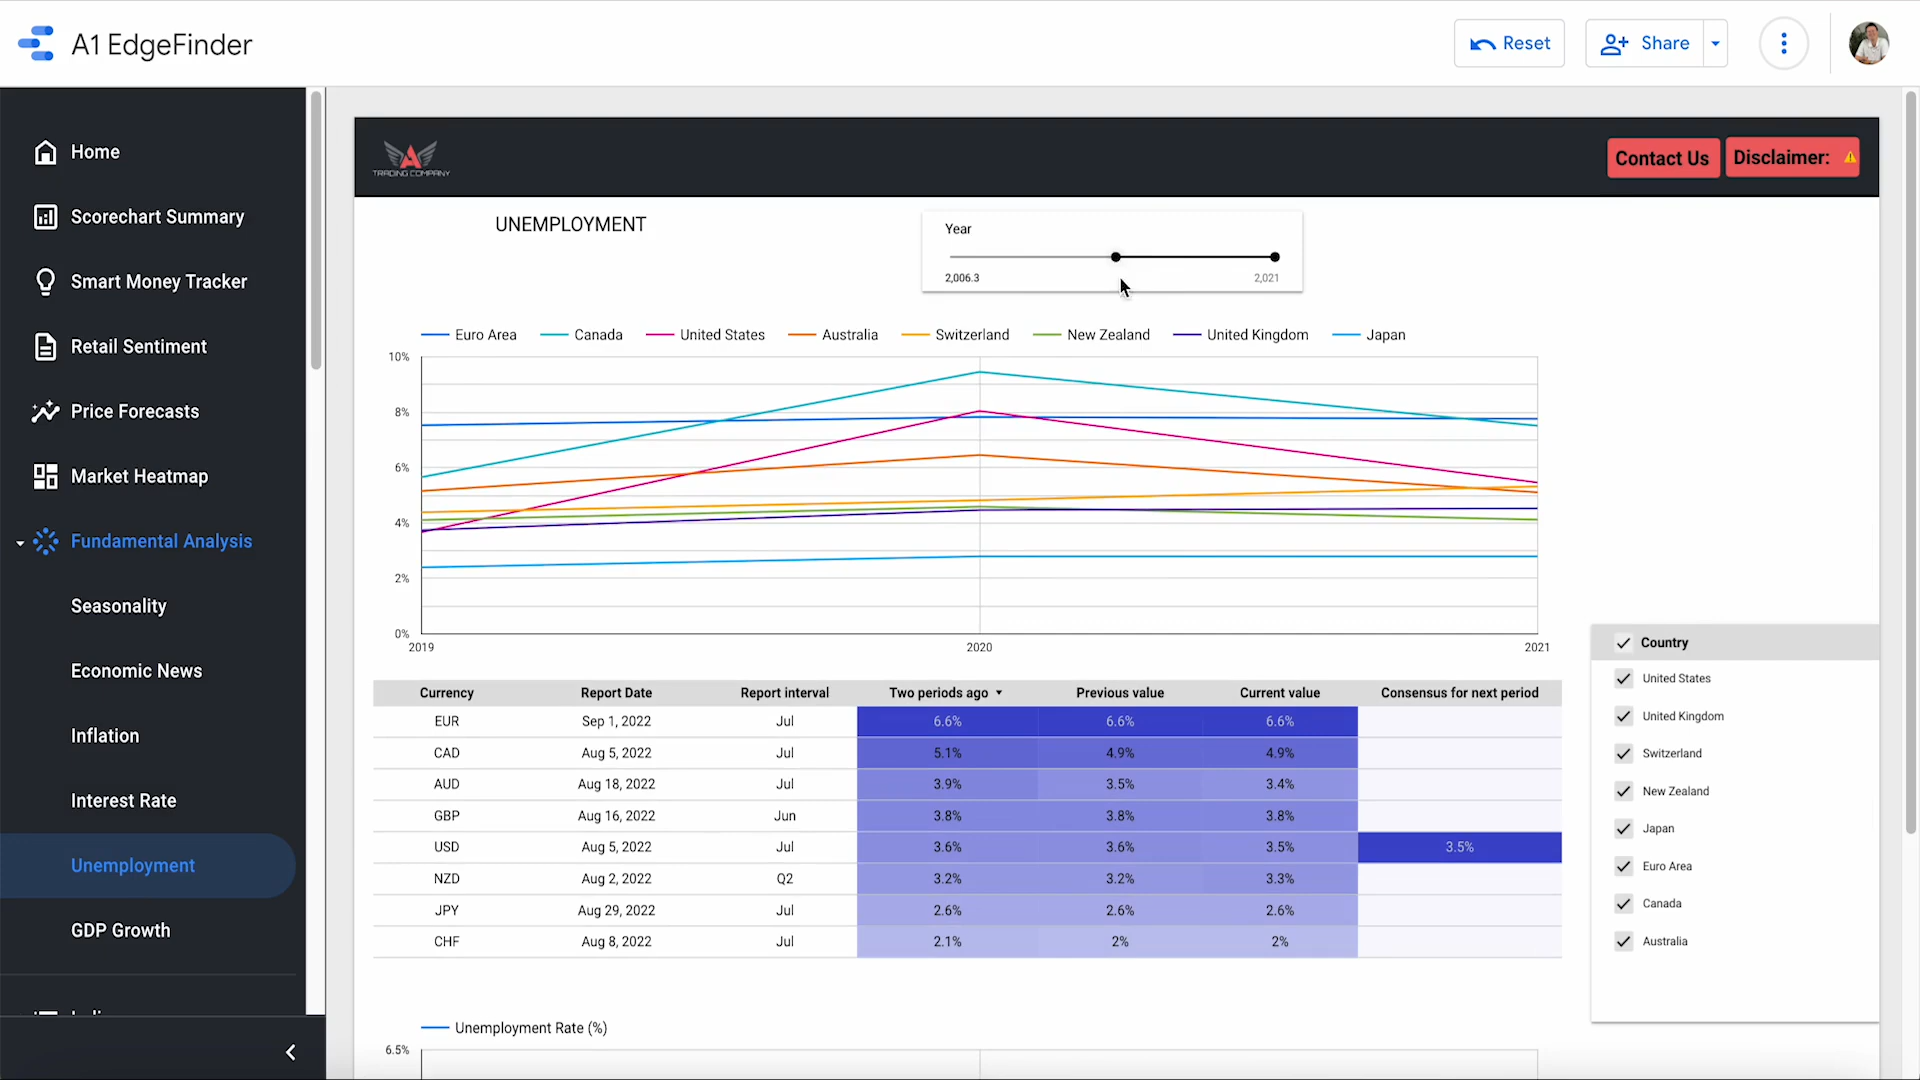 A1 EdgeFinder
Reset
Share
Home
Scorechart Summary
Smart Money Tracker
Retail Sentiment
Price Forecasts
Market Heatmap
Fundamental Analysis
Seasonality
Economic News
Inflation
Interest Rate
Unemployment
GDP Growth
A
TRADING COMPANY
Contact Us
Disclaimer:
UNEMPLOYMENT
Year
2,006.3 2,021
Euro Area Canada United States Australia Switzerland New Zealand United Kingdom Japan
10%
8%
6%
4%
2%
0%
2019 2020 2021
Currency Report Date Report interval Two periods ago Previous value Current value Consensus for next period
EUR Sep 1, 2022 Jul 6.6% 6.6% 6.6%
CAD Aug 5, 2022 Jul 5.1% 4.9% 4.9%
AUD Aug 18, 2022 Jul 3.9% 3.5% 3.4%
GBP Aug 16, 2022 Jun 3.8% 3.8% 3.8%
USD Aug 5, 2022 Jul 3.6% 3.6% 3.5% 3.5%
NZD Aug 2, 2022 Q2 3.2% 3.2% 3.3%
JPY Aug 29, 2022 Jul 2.6% 2.6% 2.6%
CHF Aug 8, 2022 Jul 2.1% 2% 2%
Country
United States
United Kingdom
Switzerland
New Zealand
Japan
Euro Area
Canada
Australia
Unemployment Rate (%)
6.5%